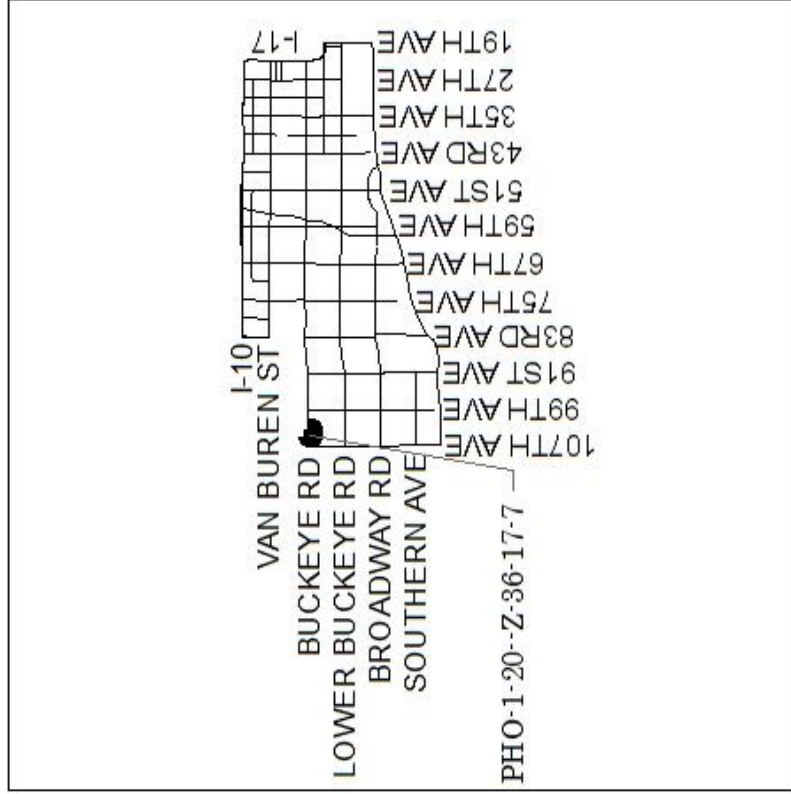 I-17
19TH AVE
27TH AVE
35TH AVE
43RD AVE
51ST AVE
59TH AVE
67TH AVE
75TH AVE
83RD AVE
91ST AVE
99TH AVE
107TH AVE
I-10
VAN BUREN ST
BUCKEYE RD
LOWER BUCKEYE RD
BROADWAY RD
SOUTHERN AVE
PHO-1-20--Z-36-17-7